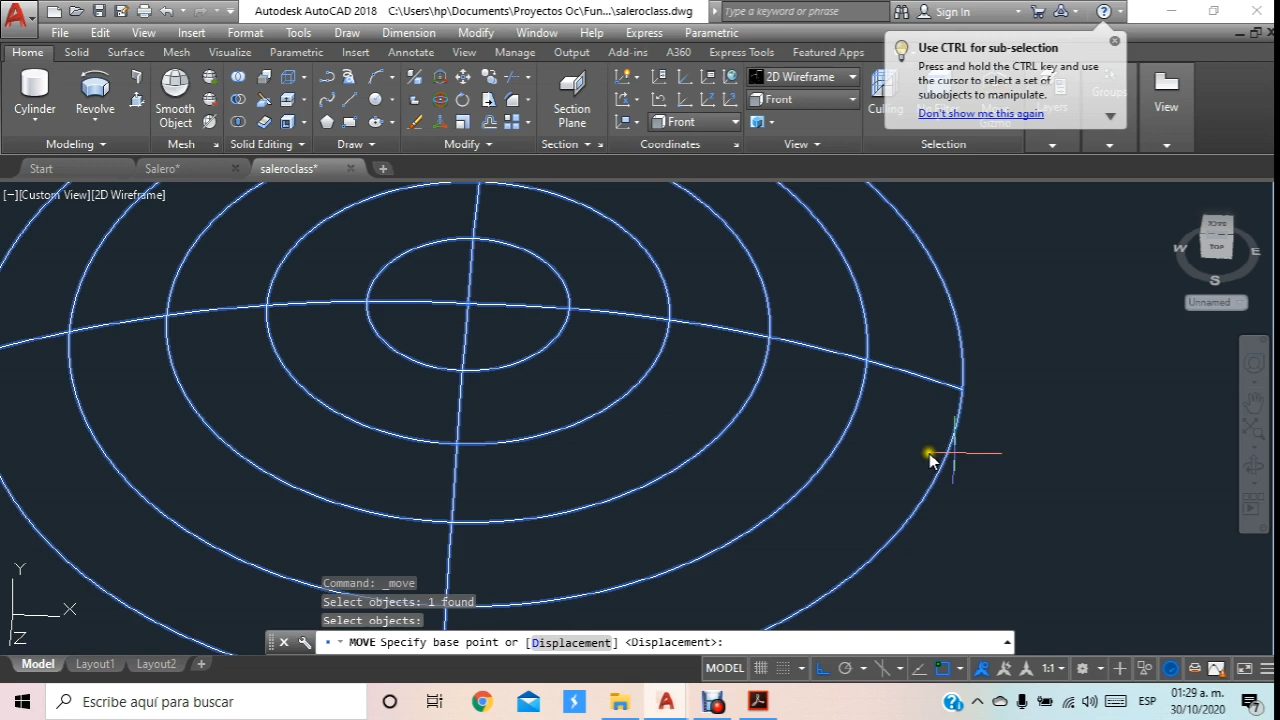 Autodesk AutoCAD 2018 C:\Users\hp\Documents\Proyectos Oc\Fun...\saleroclass.dwg
Type a keyword or phrase
Sign In
File Edit View Insert Format Tools Draw Dimension Modify Window Help Express Parametric
Home Solid Surface Mesh Visualize Parametric Insert Annotate View Manage Output Add-ins A360 Express Tools Featured Apps
Use CTRL for sub-selection
Press and hold the CTRL key and use
the cursor to select a set of
subobjects to manipulate.
Don't show me this again
Cylinder
Revolve
Smooth
Object
Section
Plane
2D Wireframe
Front
Front
Culling
Layers
Groups
View
Modeling Mesh Solid Editing Draw Modify Section Coordinates View Selection
Start Salero* saleroclass*
[−][Custom View][2D Wireframe]
BACK
TOP
W
E
S
Unnamed
Y
X
Z
Command: _move
Select objects: 1 found
Select objects:
MOVE Specify base point or [Displacement] <Displacement>:
Model Layout1 Layout2 +
MODEL
1:1
Escribe aquí para buscar
ESP
01:29 a. m.
30/10/2020
7